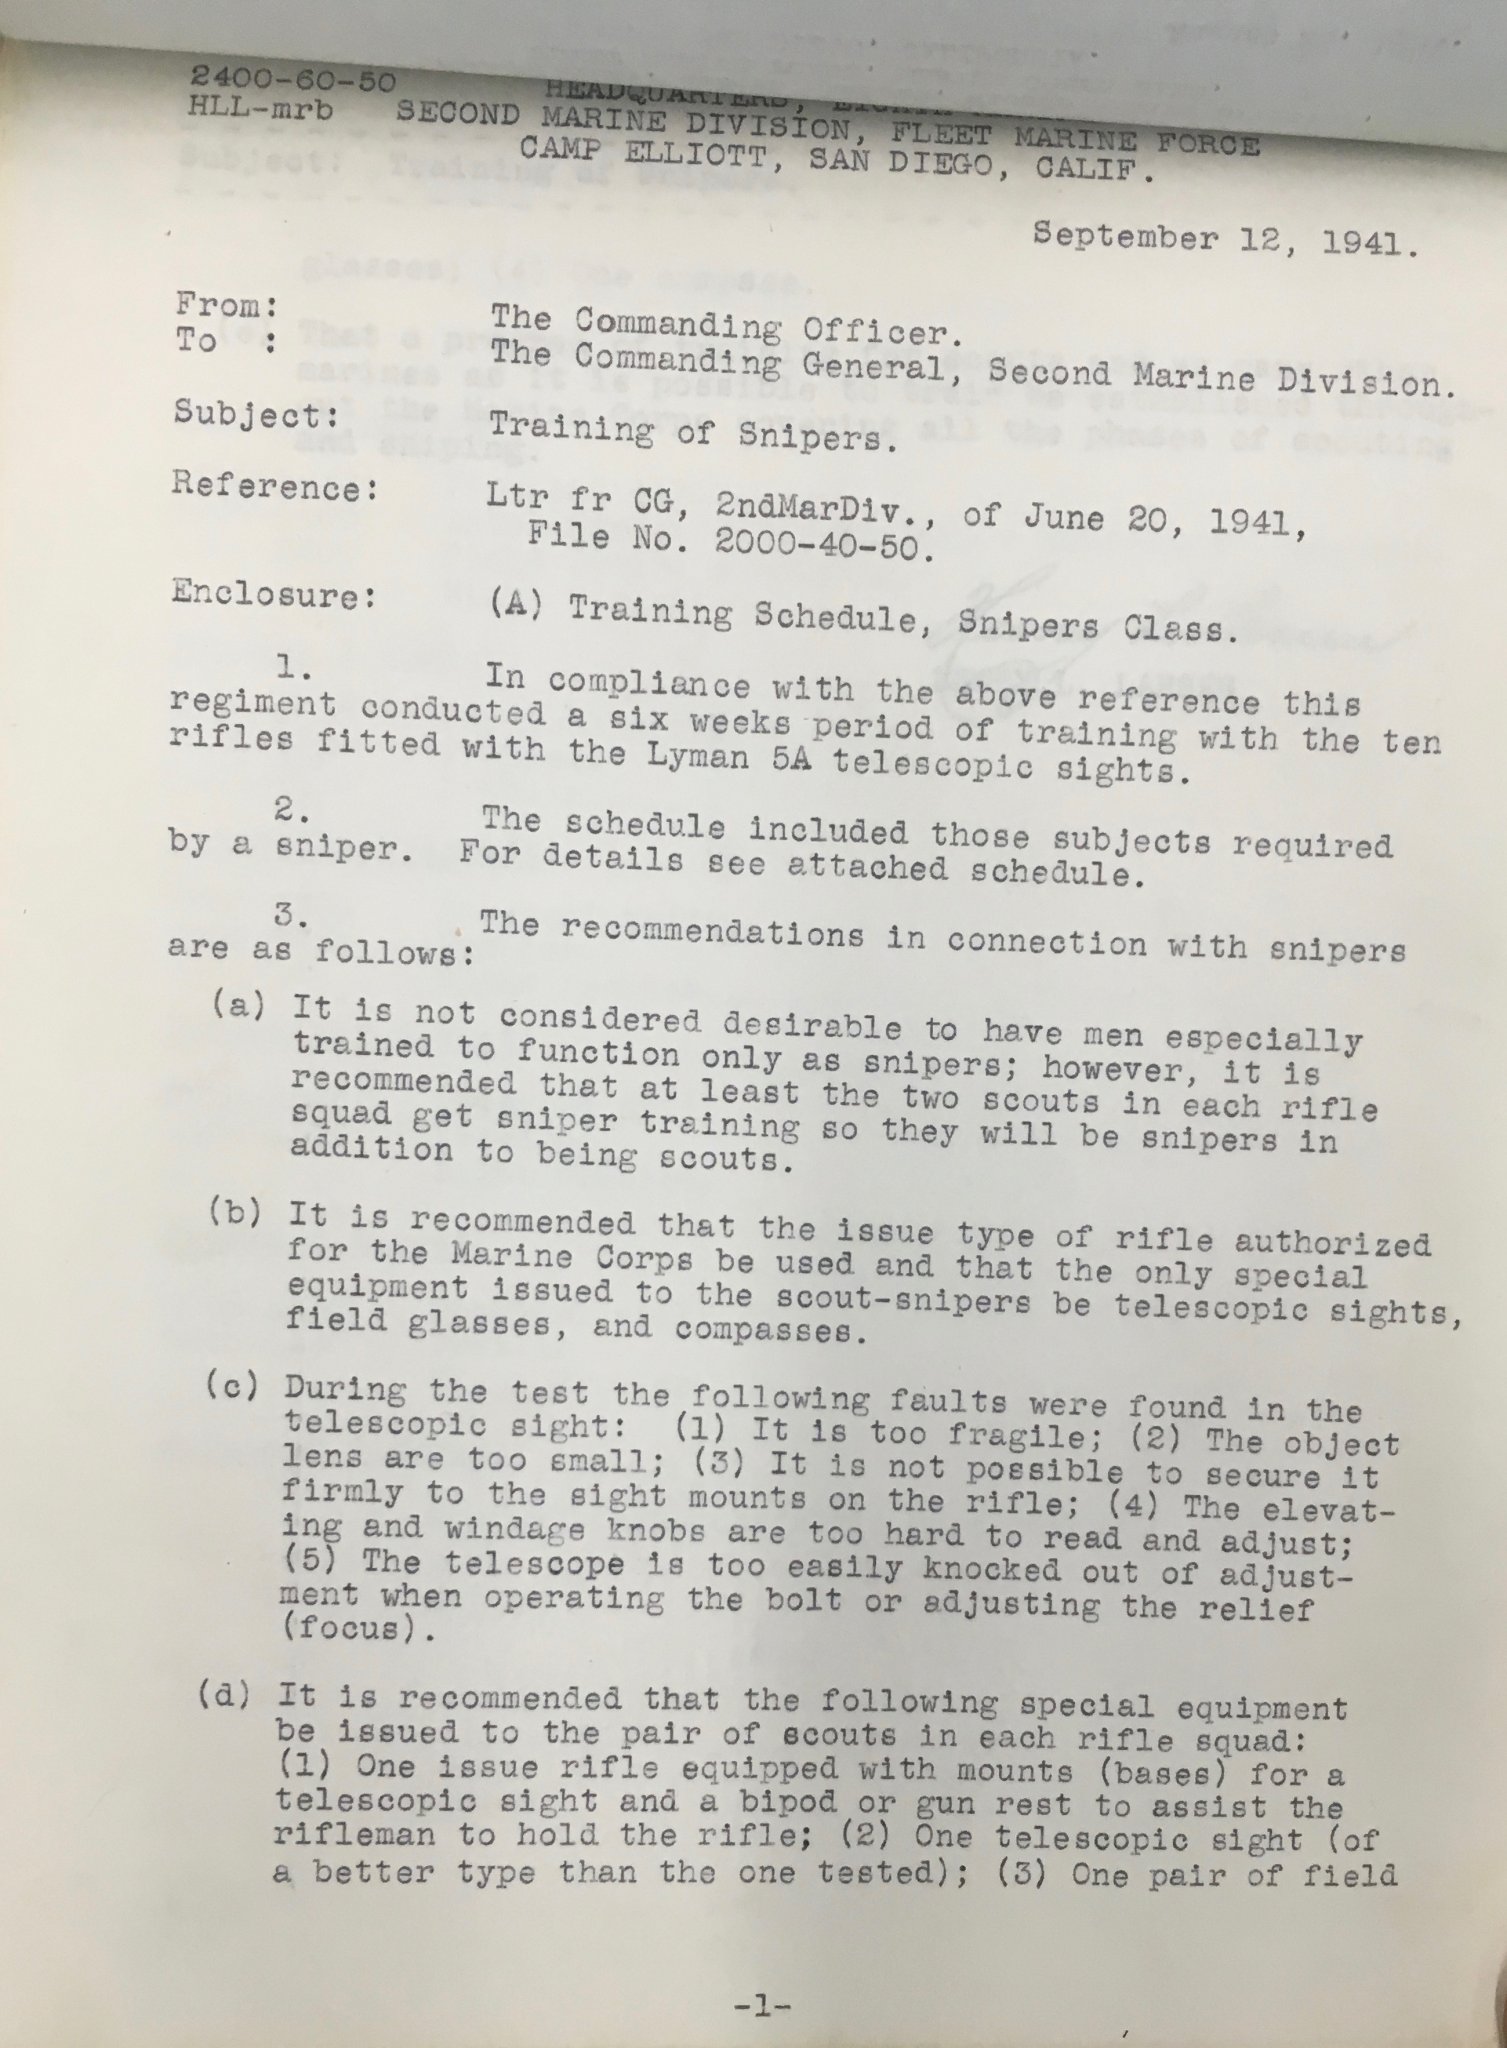 2400-60-50 HEADQUARTERS,
HLL-mrb SECOND MARINE DIVISION, FLEET MARINE FORCE
CAMP ELLIOTT, SAN DIEGO, CALIF.
September 12, 1941.
From: The Commanding Officer.
To : The Commanding General, Second Marine Division.
Subject: Training of Snipers.
Reference: Ltr fr CG, 2ndMarDiv., of June 20, 1941,
File No. 2000-40-50.
Enclosure: (A) Training Schedule, Snipers Class.
1. In compliance with the above reference this
regiment conducted a six weeks period of training with the ten
rifles fitted with the Lyman 5A telescopic sights.
2. The schedule included those subjects required
by a sniper. For details see attached schedule.
3. The recommendations in connection with snipers
are as follows:
(a) It is not considered desirable to have men especially
trained to function only as snipers; however, it is
recommended that at least the two scouts in each rifle
squad get sniper training so they will be snipers in
addition to being scouts.
(b) It is recommended that the issue type of rifle authorized
for the Marine Corps be used and that the only special
equipment issued to the scout-snipers be telescopic sights,
field glasses, and compasses.
(c) During the test the following faults were found in the
telescopic sight: (1) It is too fragile; (2) The object
lens are too small; (3) It is not possible to secure it
firmly to the sight mounts on the rifle; (4) The elevat-
ing and windage knobs are too hard to read and adjust;
(5) The telescope is too easily knocked out of adjust-
ment when operating the bolt or adjusting the relief
(focus).
(d) It is recommended that the following special equipment
be issued to the pair of scouts in each rifle squad:
(1) One issue rifle equipped with mounts (bases) for a
telescopic sight and a bipod or gun rest to assist the
rifleman to hold the rifle; (2) One telescopic sight (of
a better type than the one tested); (3) One pair of field
-1-